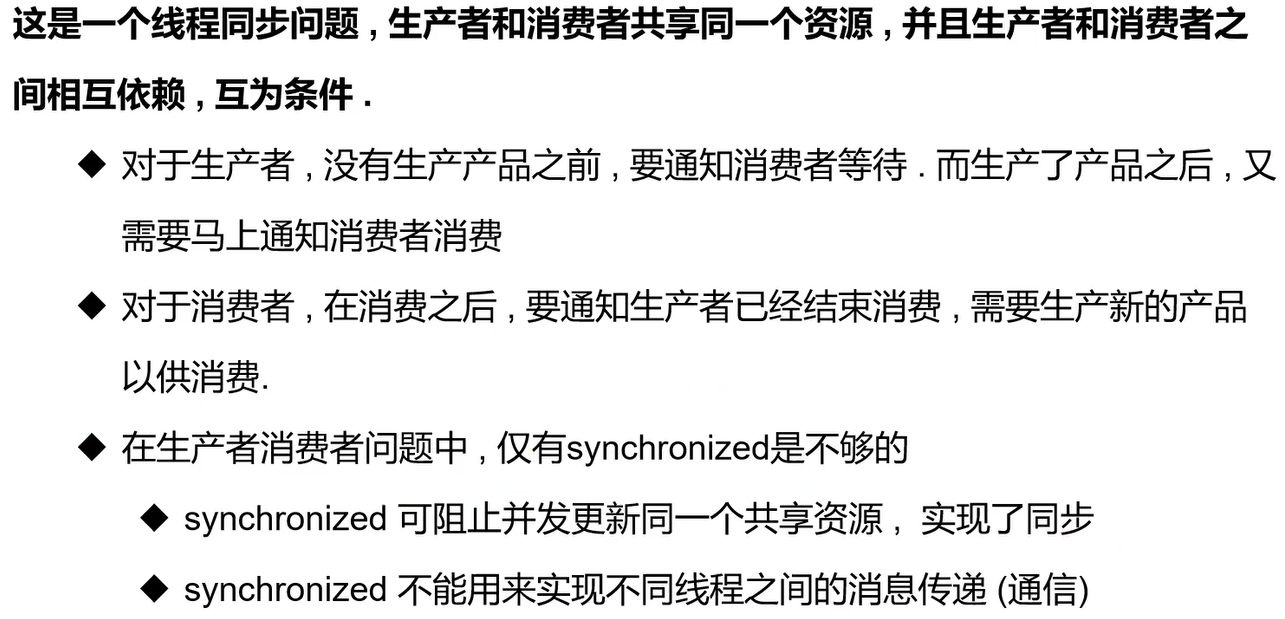 这是一个线程同步问题 , 生产者和消费者共享同一个资源 , 并且生产者和消费者之
间相互依赖 , 互为条件 .
◆ 对于生产者 , 没有生产产品之前 , 要通知消费者等待 . 而生产了产品之后 , 又
需要马上通知消费者消费
◆ 对于消费者 , 在消费之后 , 要通知生产者已经结束消费 , 需要生产新的产品
以供消费.
◆ 在生产者消费者问题中 , 仅有synchronized是不够的
◆ synchronized 可阻止并发更新同一个共享资源 , 实现了同步
◆ synchronized 不能用来实现不同线程之间的消息传递 (通信)